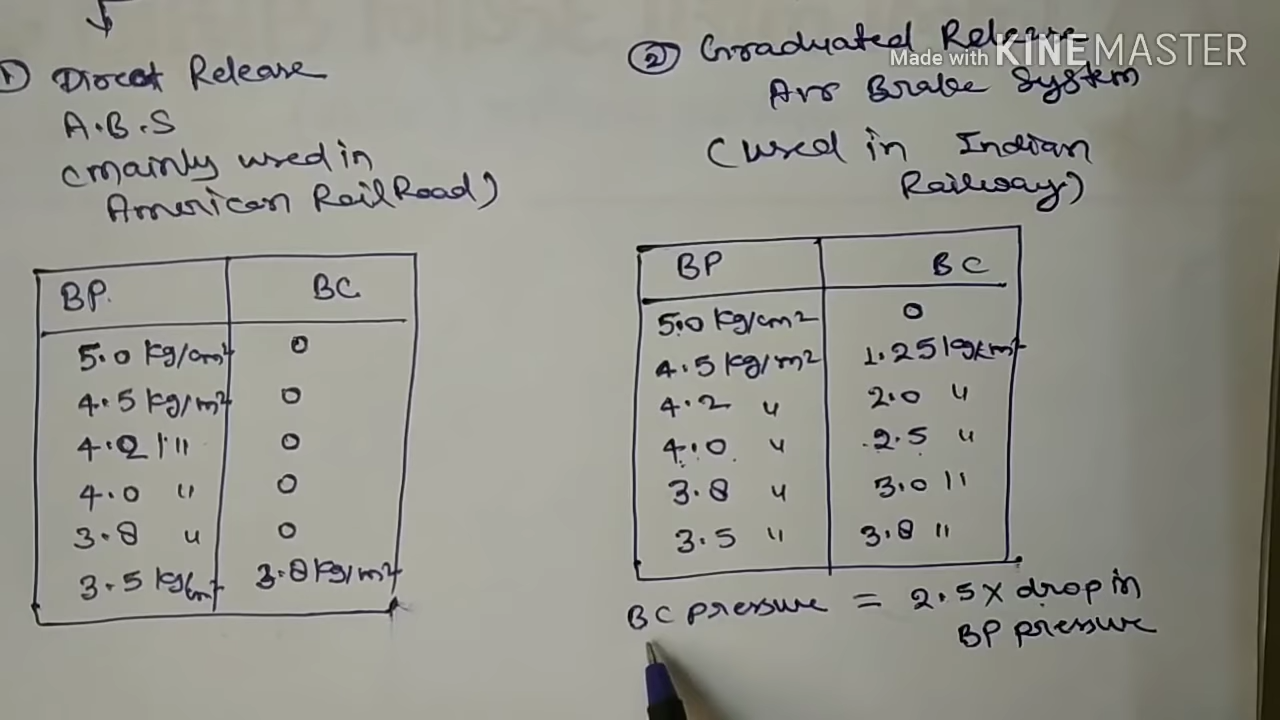 1) Direct Release
A.B.S
(mainly used in
American RailRoad)
BP. BC
5.0 kg/cm2 0
4.5 kg/m2 0
4.2 " 0
4.0 " 0
3.8 " 0
3.5 kg/cm2 3.8 kg/m2
2 Graduated Release
Made with KINEMASTER
Air Brake System
(used in Indian
Railway)
BP BC
5.0 kg/cm2 0
4.5 kg/m2 1.25 kg/cm2
4.2 " 2.0 "
4.0 " 2.5 "
3.8 " 3.0 "
3.5 " 3.8 "
BC pressure = 2.5 x drop in
BP pressure